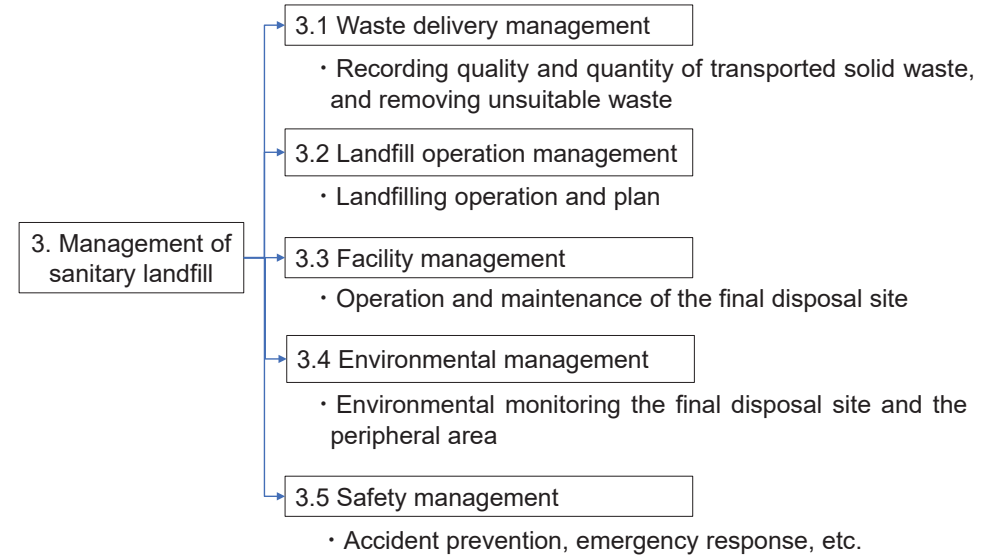 3.1 Waste delivery management
・Recording quality and quantity of transported solid waste,
and removing unsuitable waste
3.2 Landfill operation management
・Landfilling operation and plan
3. Management of
sanitary landfill
3.3 Facility management
・Operation and maintenance of the final disposal site
3.4 Environmental management
・Environmental monitoring the final disposal site and the
peripheral area
3.5 Safety management
・Accident prevention, emergency response, etc.